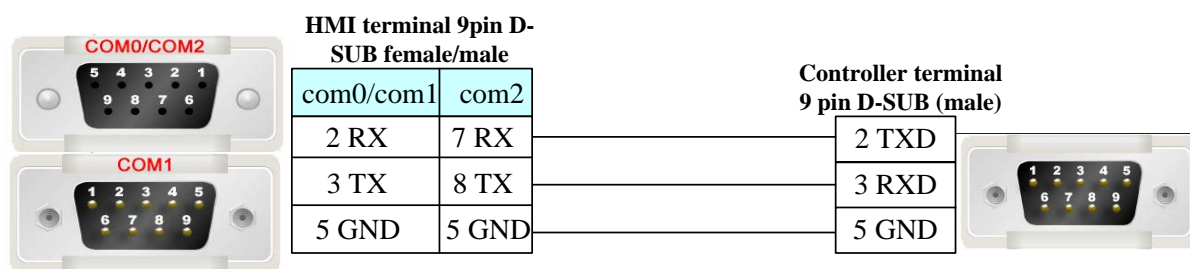 COM0/COM2
5 4 3 2 1
9 8 7 6
COM1
1 2 3 4 5
6 7 8 9
HMI terminal 9pin D-
SUB female/male
com0/com1 com2
2 RX 7 RX
3 TX 8 TX
5 GND 5 GND
Controller terminal
9 pin D-SUB (male)
2 TXD
3 RXD
5 GND
1 2 3 4 5
6 7 8 9